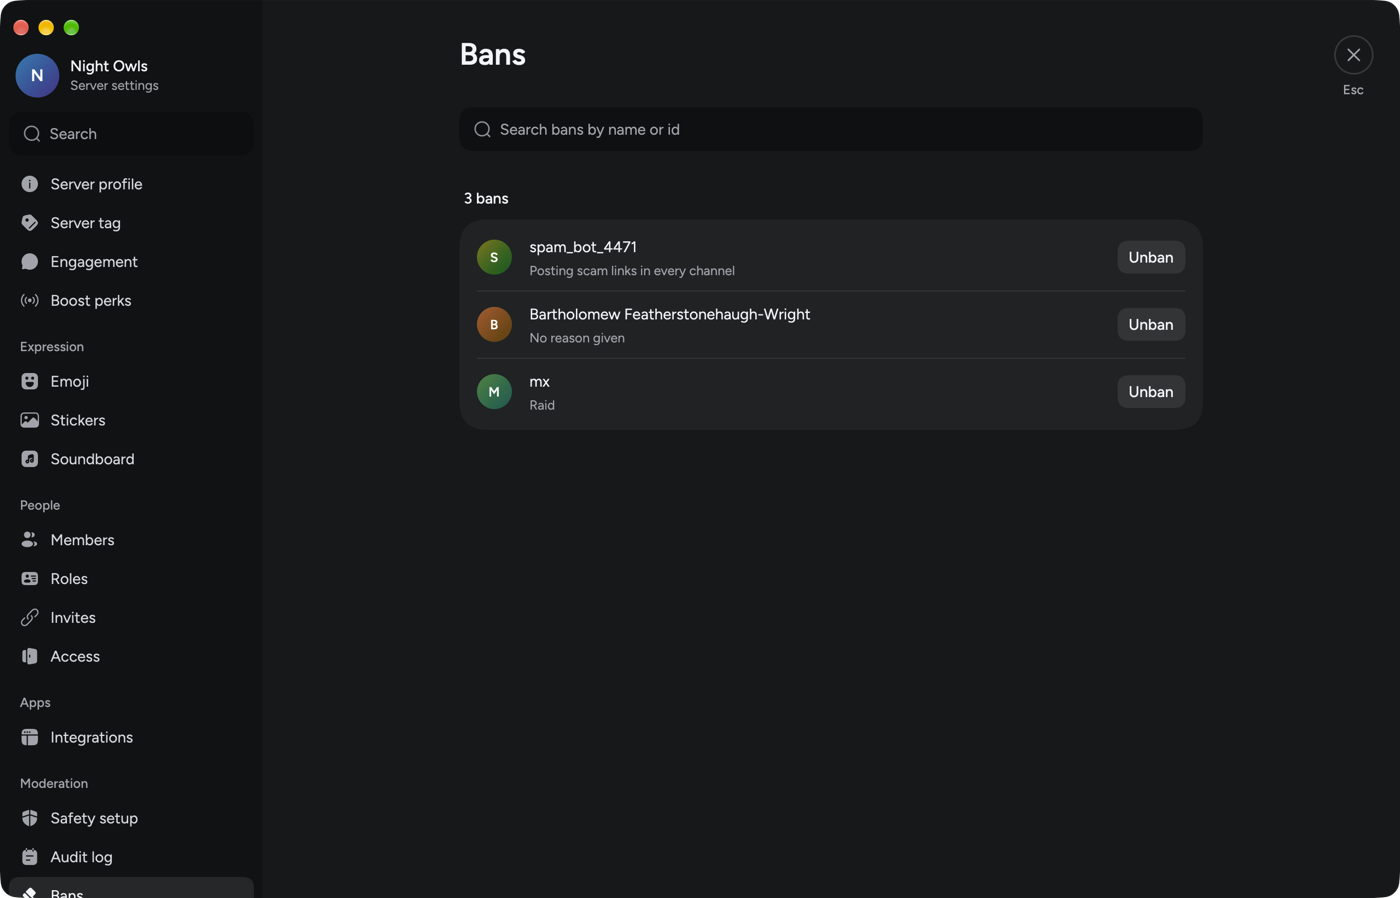 N
Night Owls
Server settings
Search
Server profile
Server tag
Engagement
Boost perks
Expression
Emoji
Stickers
Soundboard
People
Members
Roles
Invites
Access
Apps
Integrations
Moderation
Safety setup
Audit log
Bans
Bans
Esc
Search bans by name or id
3 bans
S
spam_bot_4471
Posting scam links in every channel
Unban
B
Bartholomew Featherstonehaugh-Wright
No reason given
Unban
M
mx
Raid
Unban